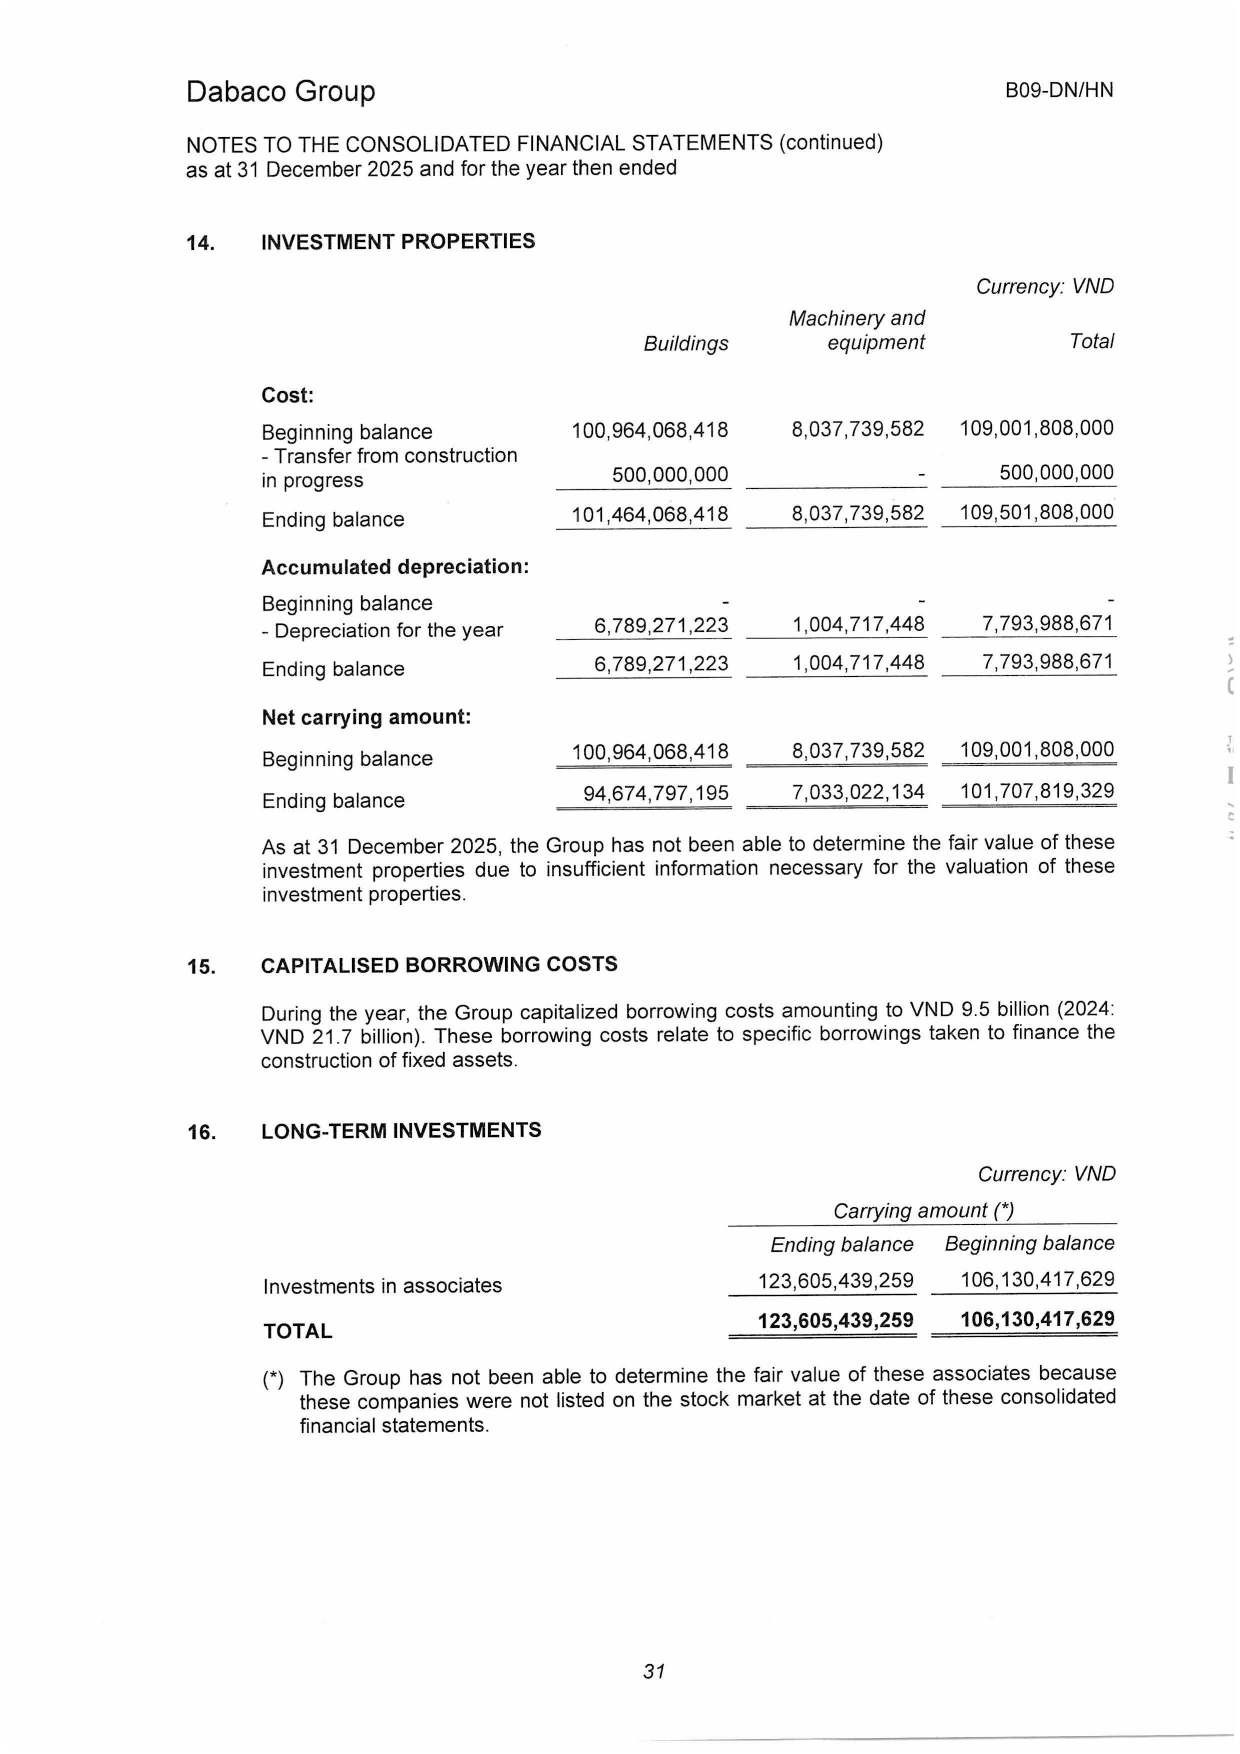 Dabaco Group B09-DN/HN
NOTES TO THE CONSOLIDATED FINANCIAL STATEMENTS (continued)
as at 31 December 2025 and for the year then ended
14. INVESTMENT PROPERTIES
Currency: VND
Machinery and
Buildings equipment Total
Cost:
Beginning balance 100,964,068,418 8,037,739,582 109,001,808,000
- Transfer from construction
in progress 500,000,000 - 500,000,000
Ending balance 101,464,068,418 8,037,739,582 109,501,808,000
Accumulated depreciation:
Beginning balance - - -
- Depreciation for the year 6,789,271,223 1,004,717,448 7,793,988,671
Ending balance 6,789,271,223 1,004,717,448 7,793,988,671
Net carrying amount:
Beginning balance 100,964,068,418 8,037,739,582 109,001,808,000
Ending balance 94,674,797,195 7,033,022,134 101,707,819,329
As at 31 December 2025, the Group has not been able to determine the fair value of these
investment properties due to insufficient information necessary for the valuation of these
investment properties.
15. CAPITALISED BORROWING COSTS
During the year, the Group capitalized borrowing costs amounting to VND 9.5 billion (2024:
VND 21.7 billion). These borrowing costs relate to specific borrowings taken to finance the
construction of fixed assets.
16. LONG-TERM INVESTMENTS
Currency: VND
Carrying amount (*)
Ending balance Beginning balance
Investments in associates 123,605,439,259 106,130,417,629
TOTAL 123,605,439,259 106,130,417,629
(*) The Group has not been able to determine the fair value of these associates because
these companies were not listed on the stock market at the date of these consolidated
financial statements.
31